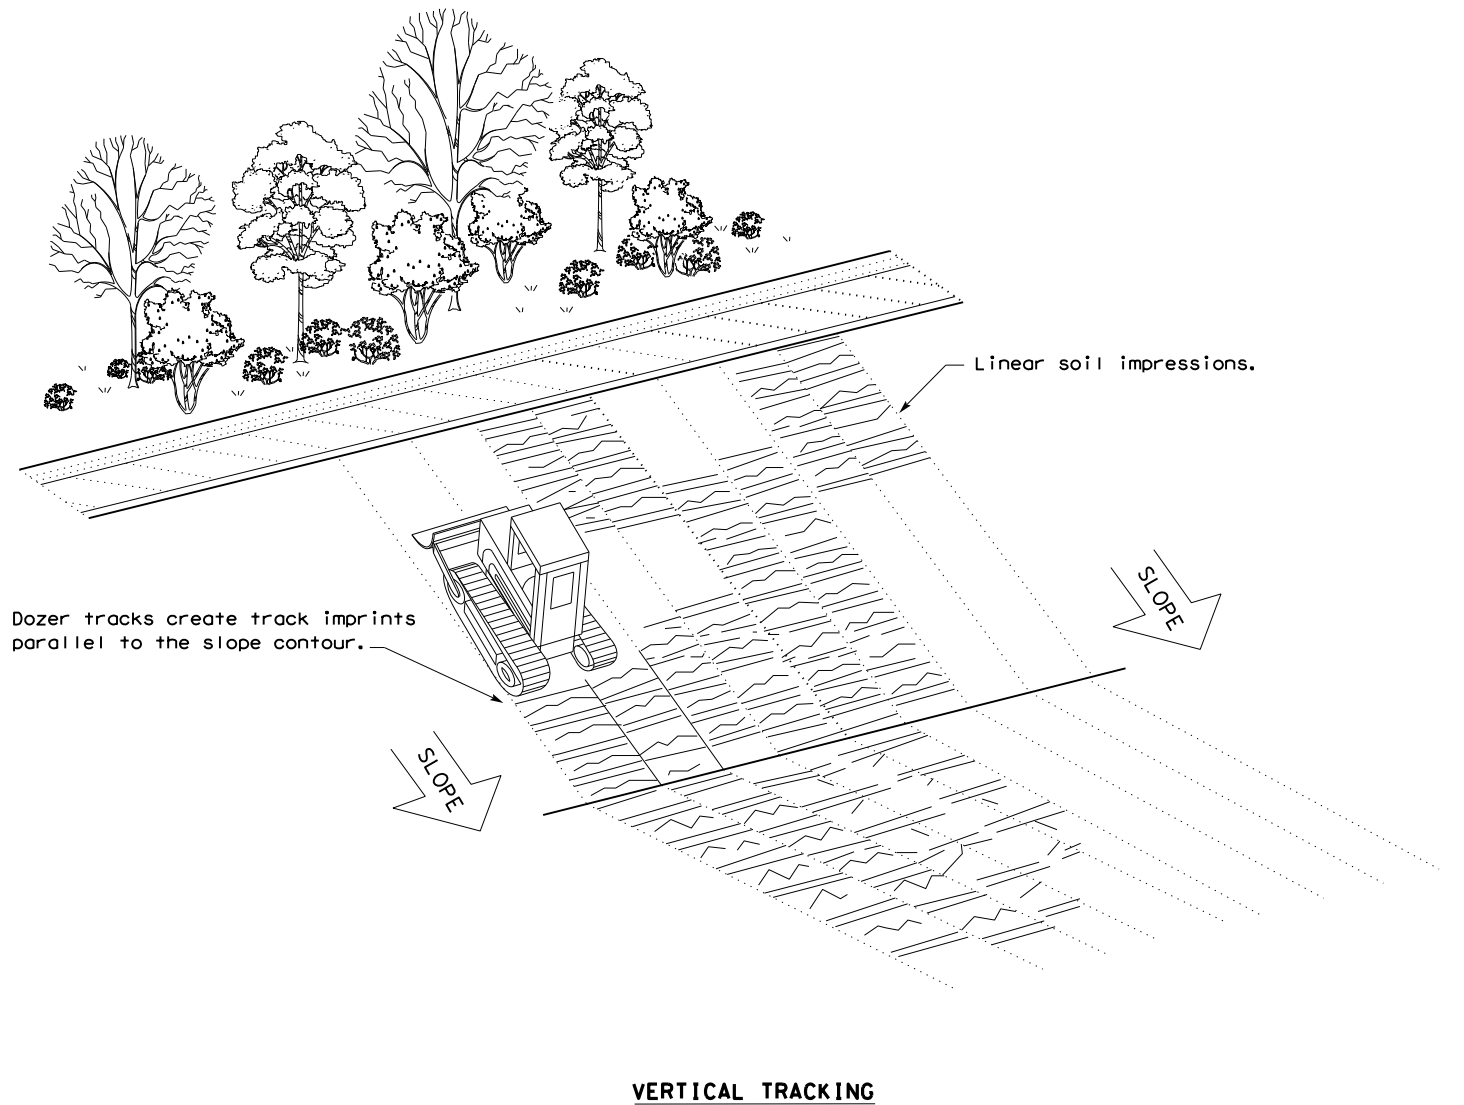 Linear soil impressions.
Dozer tracks create track imprints
parallel to the slope contour.
SLOPE
SLOPE
VERTICAL TRACKING